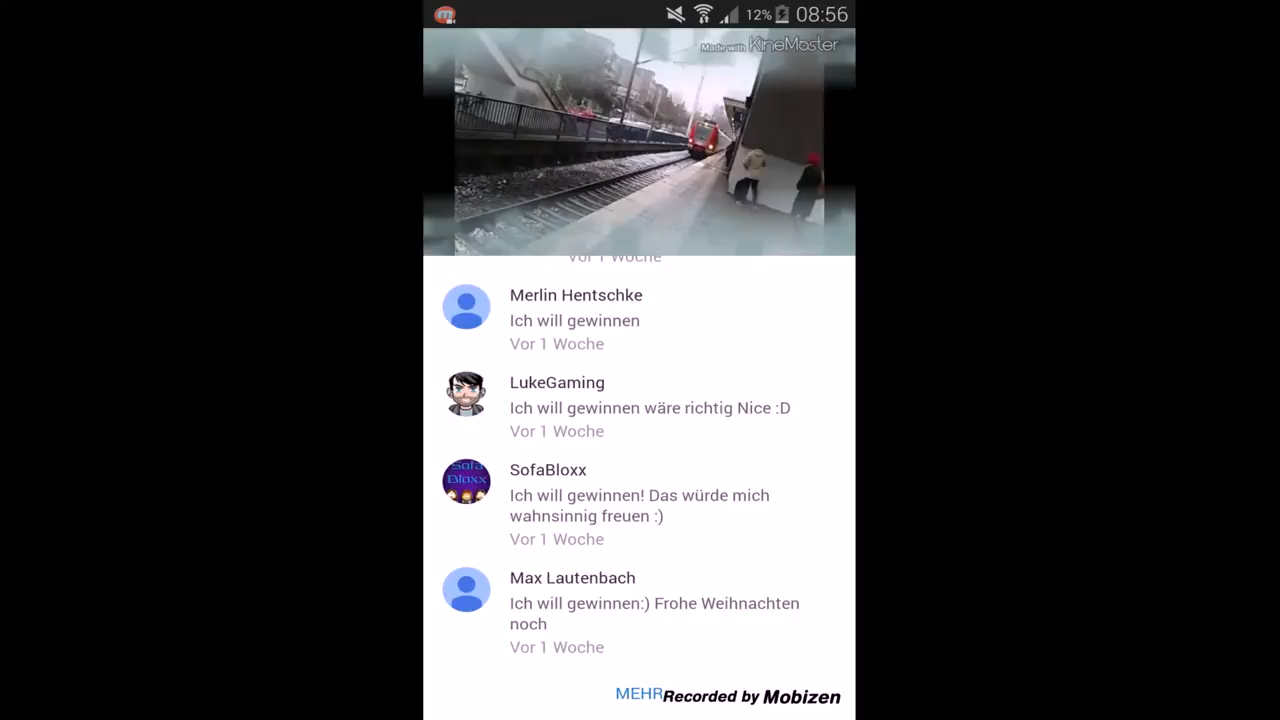 12% 08:56
Made with KineMaster
Vor 1 Woche
Merlin Hentschke
Ich will gewinnen
Vor 1 Woche
LukeGaming
Ich will gewinnen wäre richtig Nice :D
Vor 1 Woche
Sofa
Bloxx
SofaBloxx
Ich will gewinnen! Das würde mich
wahnsinnig freuen :)
Vor 1 Woche
Max Lautenbach
Ich will gewinnen:) Frohe Weihnachten
noch
Vor 1 Woche
MEHR
Recorded by Mobizen